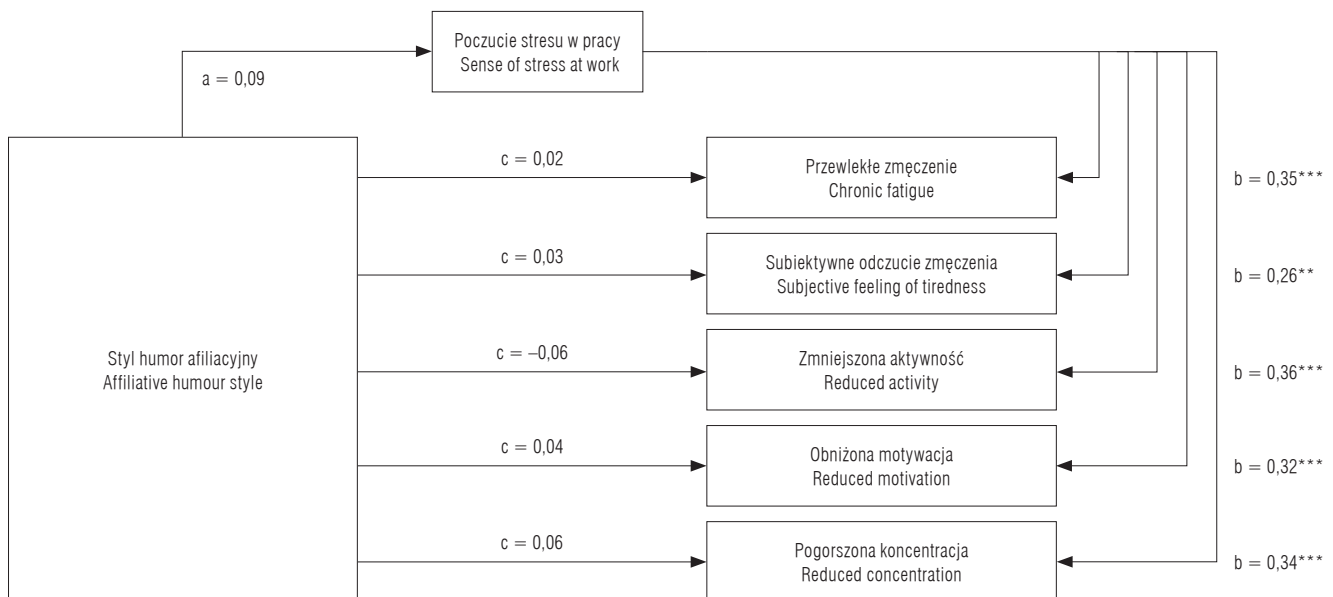 Poczucie stresu w pracy
Sense of stress at work
a = 0,09
c = 0,02
Przewlekłe zmęczenie
Chronic fatigue
b = 0,35***
c = 0,03
Subiektywne odczucie zmęczenia
Subjective feeling of tiredness
b = 0,26**
Styl humor afiliacyjny
Affiliative humour style
c = –0,06
Zmniejszona aktywność
Reduced activity
b = 0,36***
c = 0,04
Obniżona motywacja
Reduced motivation
b = 0,32***
c = 0,06
Pogorszona koncentracja
Reduced concentration
b = 0,34***